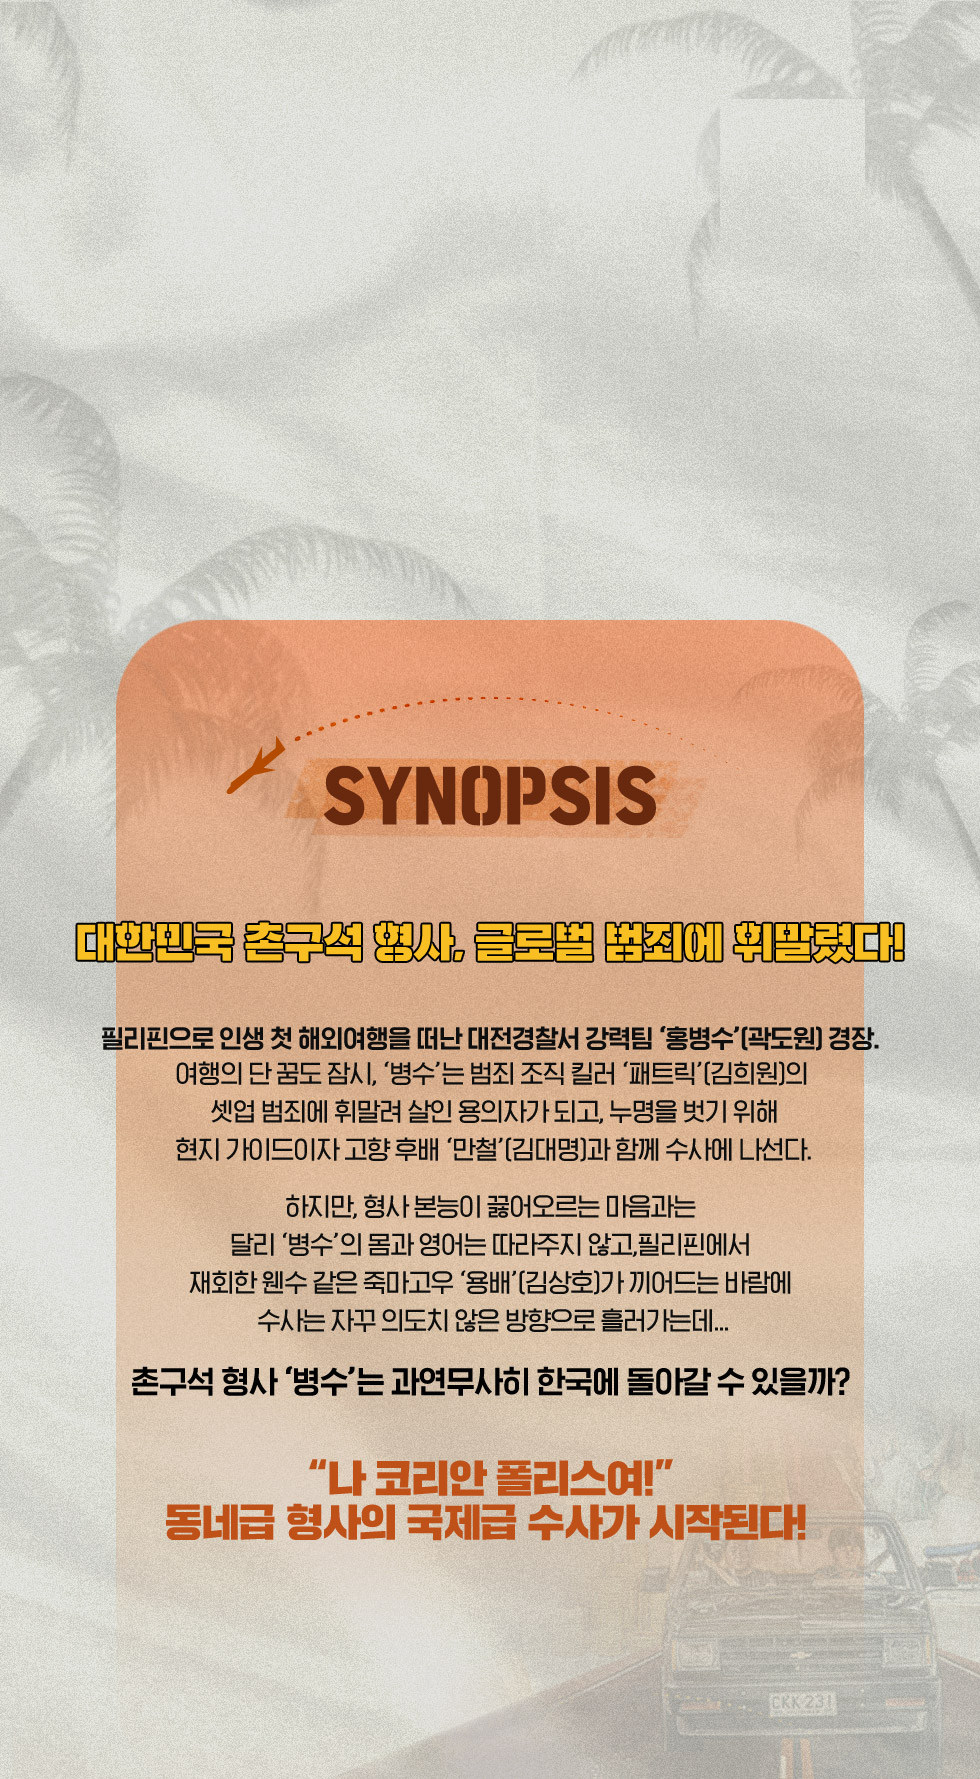 SYNOPSIS
대한민국 촌구석 형사, 글로벌 범죄에 휘말렸다!
필리핀으로 인생 첫 해외여행을 떠난 대전경찰서 강력팀 ‘홍병수’(곽도원) 경장.
여행의 단 꿈도 잠시, ‘병수’는 범죄 조직 킬러 ‘패트릭’(김희원)의
셋업 범죄에 휘말려 살인 용의자가 되고, 누명을 벗기 위해
현지 가이드이자 고향 후배 ‘만철’(김대명)과 함께 수사에 나선다.
하지만, 형사 본능이 끓어오르는 마음과는
달리 ‘병수’의 몸과 영어는 따라주지 않고,필리핀에서
재회한 웬수 같은 죽마고우 ‘용배’(김상호)가 끼어드는 바람에
수사는 자꾸 의도치 않은 방향으로 흘러가는데...
촌구석 형사 ‘병수’는 과연무사히 한국에 돌아갈 수 있을까?
“나 코리안 폴리스여!”
동네급 형사의 국제급 수사가 시작된다!
CKK 231